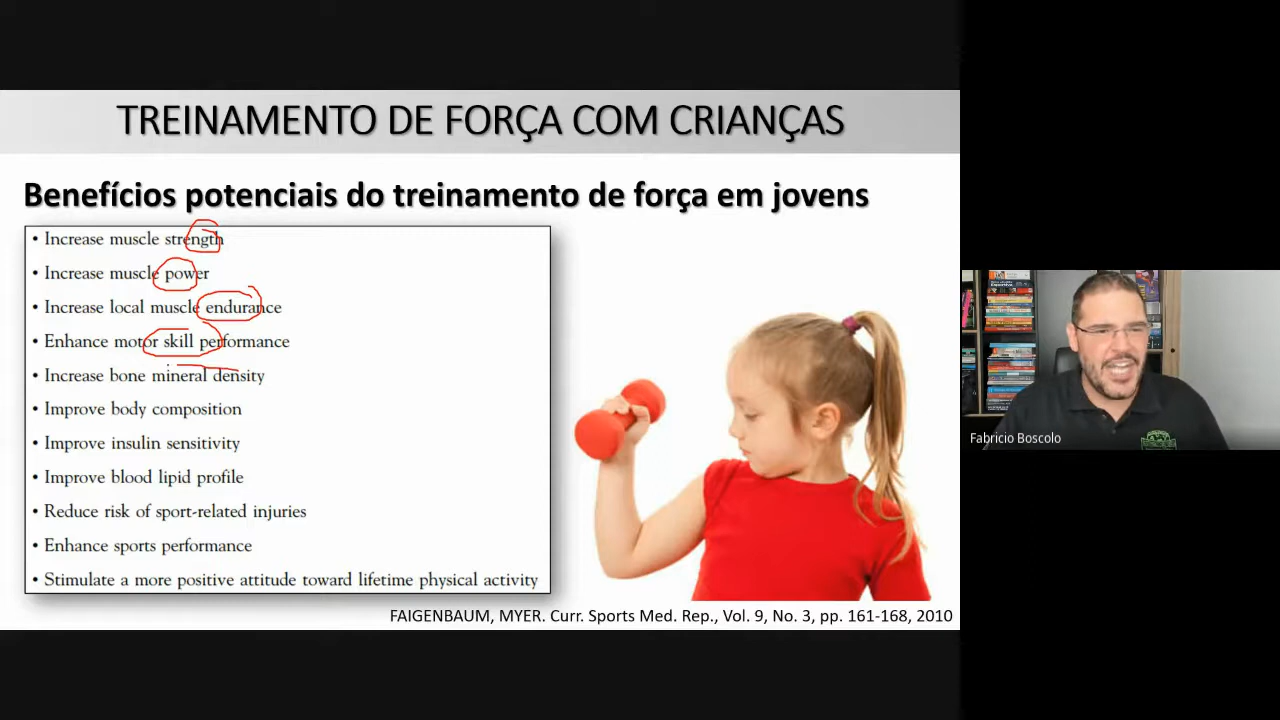 TREINAMENTO DE FORÇA COM CRIANÇAS
Benefícios potenciais do treinamento de força em jovens
• Increase muscle strength
• Increase muscle power
• Increase local muscle endurance
• Enhance motor skill performance
• Increase bone mineral density
• Improve body composition
• Improve insulin sensitivity
• Improve blood lipid profile
• Reduce risk of sport-related injuries
• Enhance sports performance
• Stimulate a more positive attitude toward lifetime physical activity
FAIGENBAUM, MYER. Curr. Sports Med. Rep., Vol. 9, No. 3, pp. 161-168, 2010
Fabricio Boscolo